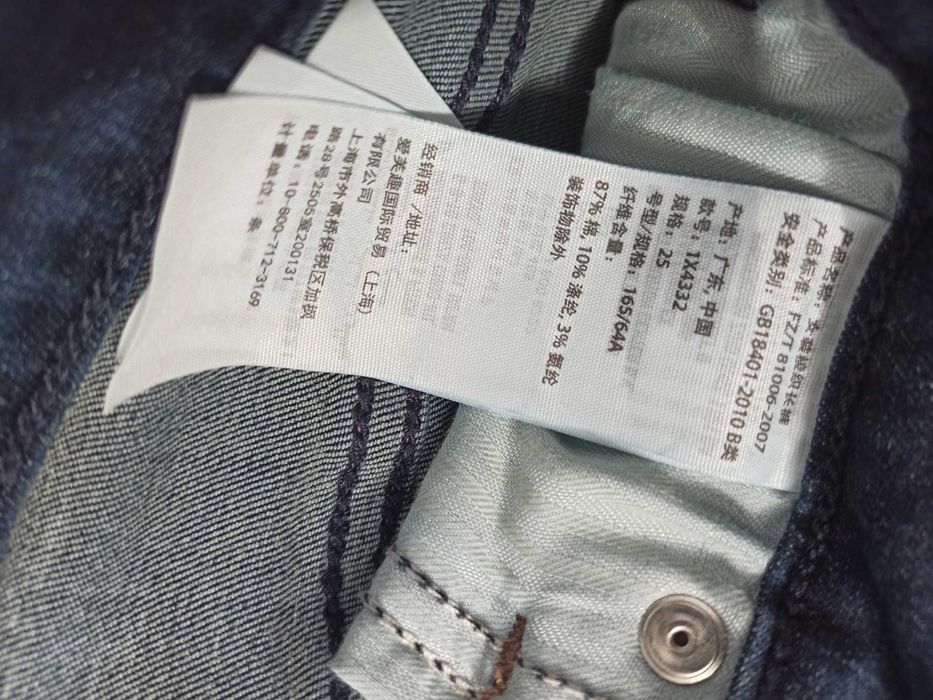 产品名称：女装梭织长裤
产品标准：FZ/T 81006-2007
安全类别：GB18401-2010 B类
产地：广东，中国
款号：1X4332
规格：25
号型/规格：165/64A
纤维含量：
87% 棉, 10% 涤纶, 3% 氨纶
装饰物除外
经销商 /地址：
爱美趣国际贸易（上海）
有限公司
上海市外高桥保税区加枫
路28号2505室200131
电话：10-800-712-3169
计量单位：条